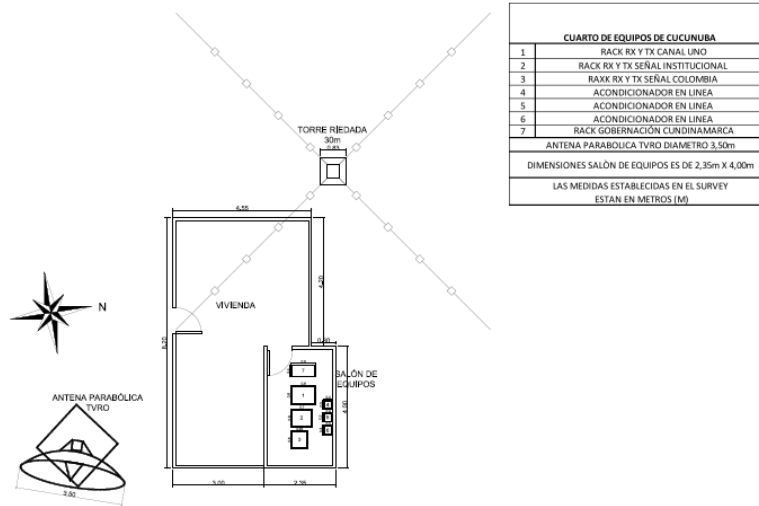 CUARTO DE EQUIPOS DE CUCUNUBA
1 RACK RX Y TX CANAL UNO
2 RACK RX Y TX SEÑAL INSTITUCIONAL
3 RAXK RX Y TX SEÑAL COLOMBIA
4 ACONDICIONADOR EN LINEA
5 ACONDICIONADOR EN LINEA
6 ACONDICIONADOR EN LINEA
7 RACK GOBERNACIÓN CUNDINAMARCA
ANTENA PARABOLICA TVRO DIAMETRO 3,50m
DIMENSIONES SALÓN DE EQUIPOS ES DE 2,35m X 4,00m
LAS MEDIDAS ESTABLECIDAS EN EL SURVEY
ESTAN EN METROS (M)
TORRE RIEDADA
30m
4,55
4,20
VIVIENDA
8,20
N
SALÓN DE
EQUIPOS
7
1
2
3
4,00
ANTENA PARABÓLICA
TVRO
3,50
3,00
2,35